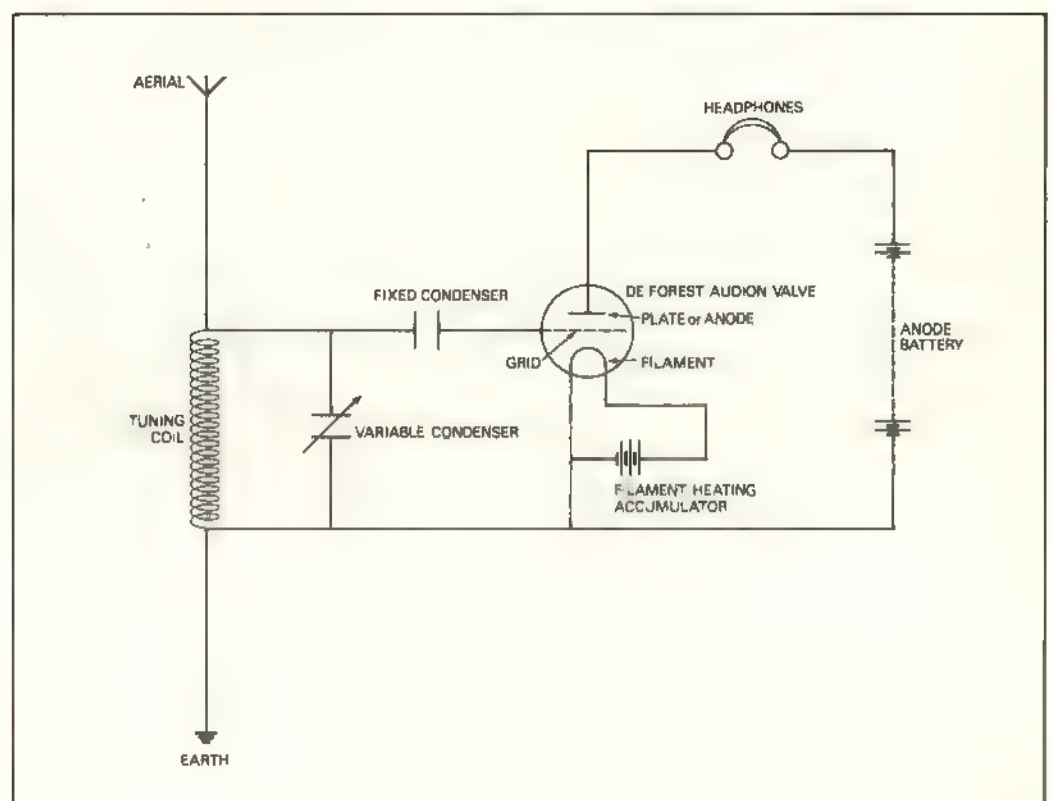 AERIAL
HEADPHONES
FIXED CONDENSER
DE FOREST AUDION VALVE
PLATE or ANODE
GRID
FILAMENT
ANODE
BATTERY
TUNING
COIL
VARIABLE CONDENSER
FILAMENT HEATING
ACCUMULATOR
EARTH